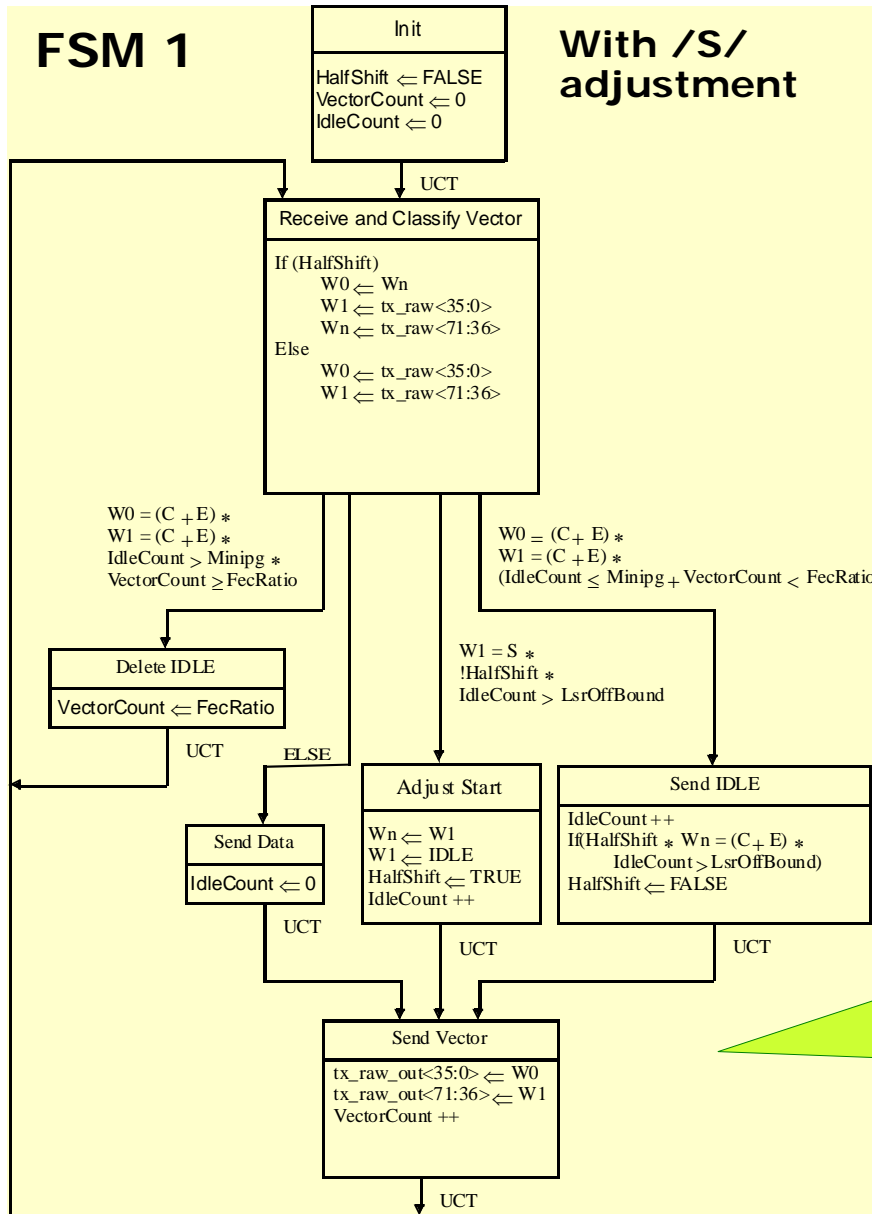 FSM 1
With /S/
adjustment
Init
HalfShift ⇐ FALSE
VectorCount ⇐ 0
IdleCount ⇐ 0
UCT
Receive and Classify Vector
If (HalfShift)
W0 ⇐ Wn
W1 ⇐ tx_raw<35:0>
Wn ⇐ tx_raw<71:36>
Else
W0 ⇐ tx_raw<35:0>
W1 ⇐ tx_raw<71:36>
W0 = (C + E) *
W1 = (C + E) *
IdleCount > Minipg *
VectorCount ≥ FecRatio
W0 = (C + E) *
W1 = (C + E) *
(IdleCount ≤ Minipg + VectorCount < FecRatio
W1 = S *
!HalfShift *
IdleCount > LsrOffBound
Delete IDLE
VectorCount ⇐ FecRatio
UCT
ELSE
Send Data
IdleCount ⇐ 0
UCT
Adjust Start
Wn ⇐ W1
W1 ⇐ IDLE
HalfShift ⇐ TRUE
IdleCount ++
UCT
Send IDLE
IdleCount ++
If(HalfShift * Wn = (C + E) *
IdleCount > LsrOffBound)
HalfShift ⇐ FALSE
UCT
Send Vector
tx_raw_out<35:0> ⇐ W0
tx_raw_out<71:36> ⇐ W1
VectorCount ++
UCT